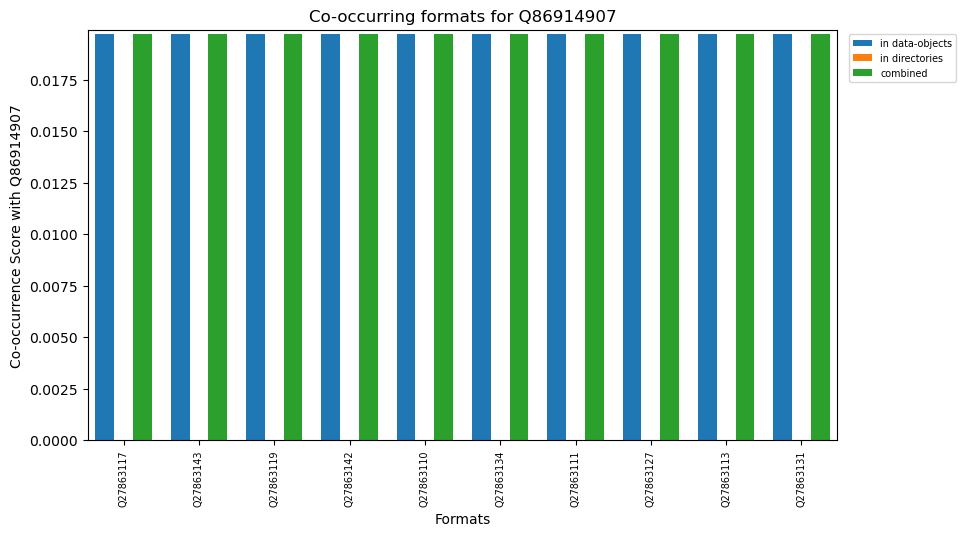 Co-occurring formats for Q86914907
in data-objects
in directories
combined
Co-occurrence Score with Q86914907
0.0175
0.0150
0.0125
0.0100
0.0075
0.0050
0.0025
0.0000
Q27863117
Q27863143
Q27863119
Q27863142
Q27863110
Q27863134
Q27863111
Q27863127
Q27863113
Q27863131
Formats